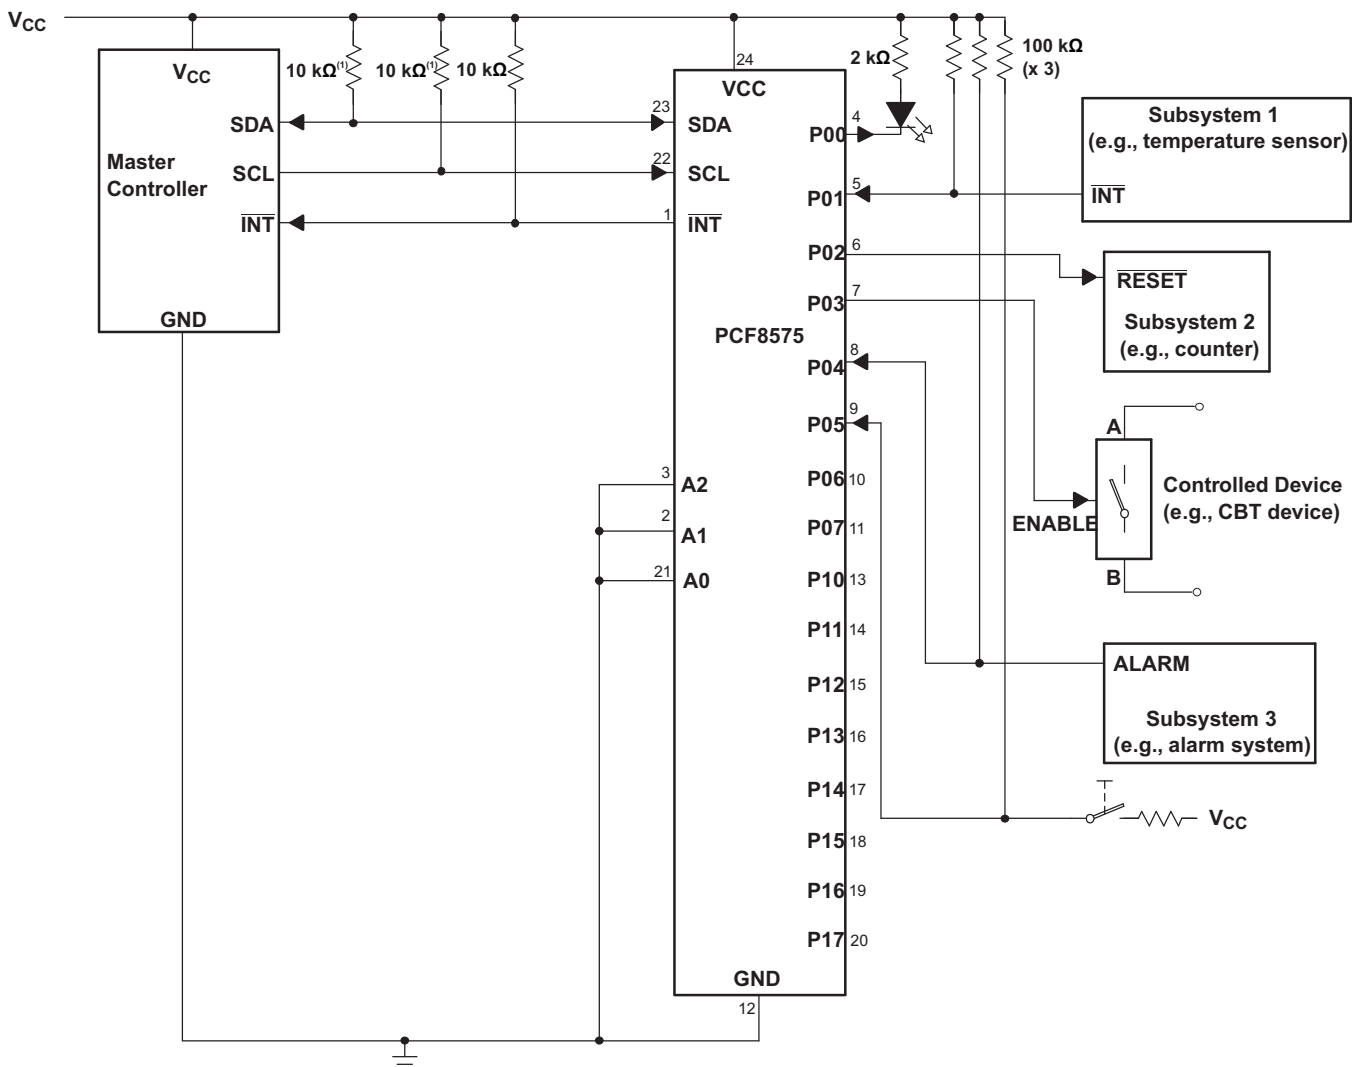 V_CC
V_CC
10 kΩ(1)
10 kΩ(1)
10 kΩ
SDA
SCL
INT
Master
Controller
GND
24
VCC
23
SDA
22
SCL
1
INT
PCF8575
3
A2
2
A1
21
A0
GND
12
P00
4
P01
5
P02
6
P03
7
P04
8
P05
9
P06
10
P07
11
P10
13
P11
14
P12
15
P13
16
P14
17
P15
18
P16
19
P17
20
2 kΩ
100 kΩ
(x 3)
Subsystem 1
(e.g., temperature sensor)
INT
RESET
Subsystem 2
(e.g., counter)
A
ENABLE
B
Controlled Device
(e.g., CBT device)
ALARM
Subsystem 3
(e.g., alarm system)
V_CC